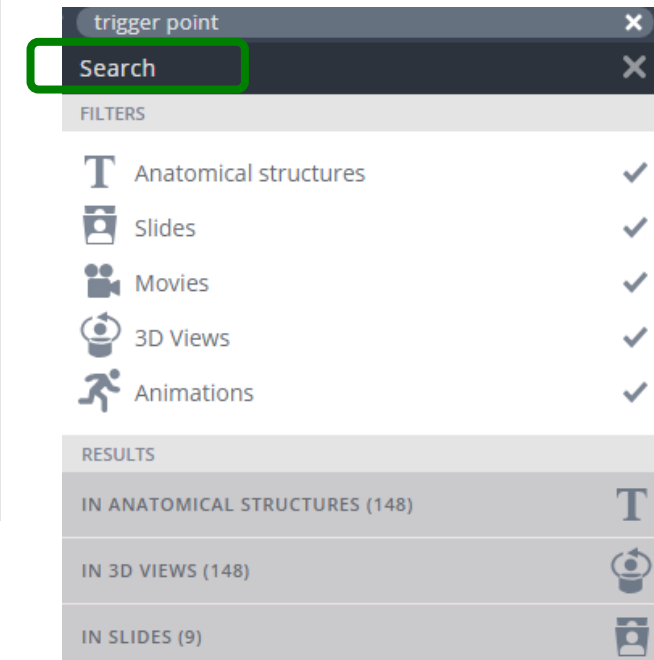 trigger point
Search
FILTERS
Anatomical structures
Slides
Movies
3D Views
Animations
RESULTS
IN ANATOMICAL STRUCTURES (148)
IN 3D VIEWS (148)
IN SLIDES (9)